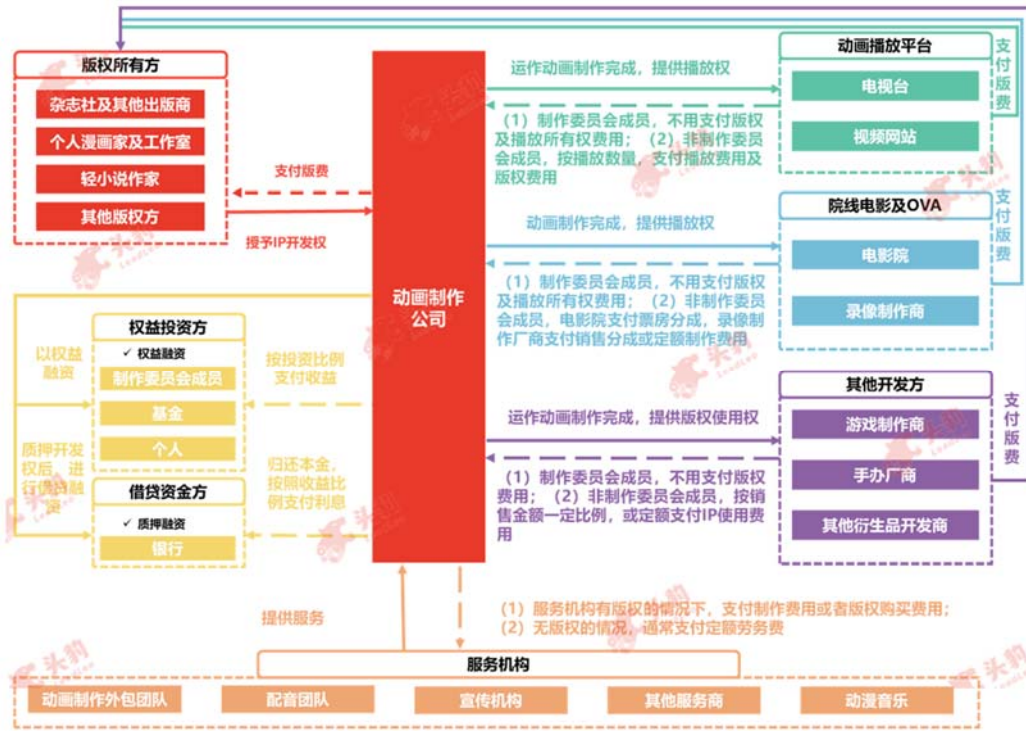 版权所有方
杂志社及其他出版商
个人漫画家及工作室
轻小说作家
其他版权方
支付版费
授予IP开发权
动画制作
公司
运作动画制作完成，提供播放权
（1）制作委员会成员，不用支付版权
及播放所有权费用；（2）非制作委员
会成员，按播放数量，支付播放费用及
版权费用
动画播放平台
电视台
视频网站
支付版费
动画制作完成，提供播放权
（1）制作委员会成员，不用支付版权
及播放所有权费用；（2）非制作委员
会成员，电影院支付票房分成，录像制
作厂商支付销售分成或定额制作费用
院线电影及OVA
电影院
录像制作商
支付版费
运作动画制作完成，提供版权使用权
（1）制作委员会成员，不用支付版权
费用；（2）非制作委员会成员，按销
售金额一定比例，或定额支付IP使用费
用
其他开发方
游戏制作商
手办厂商
其他衍生品开发商
支付版费
以权益
融资
权益投资方
✓ 权益融资
制作委员会成员
基金
个人
按投资比例
支付收益
质押开发
权后，进
行借贷融
资
借贷资金方
✓ 质押融资
银行
归还本金，
按照收益比
例支付利息
提供服务
（1）服务机构有版权的情况下，支付制作费用或者版权购买费用；
（2）无版权的情况，通常支付定额劳务费
服务机构
动画制作外包团队
配音团队
宣传机构
其他服务商
动漫音乐
头豹
LeadLeo